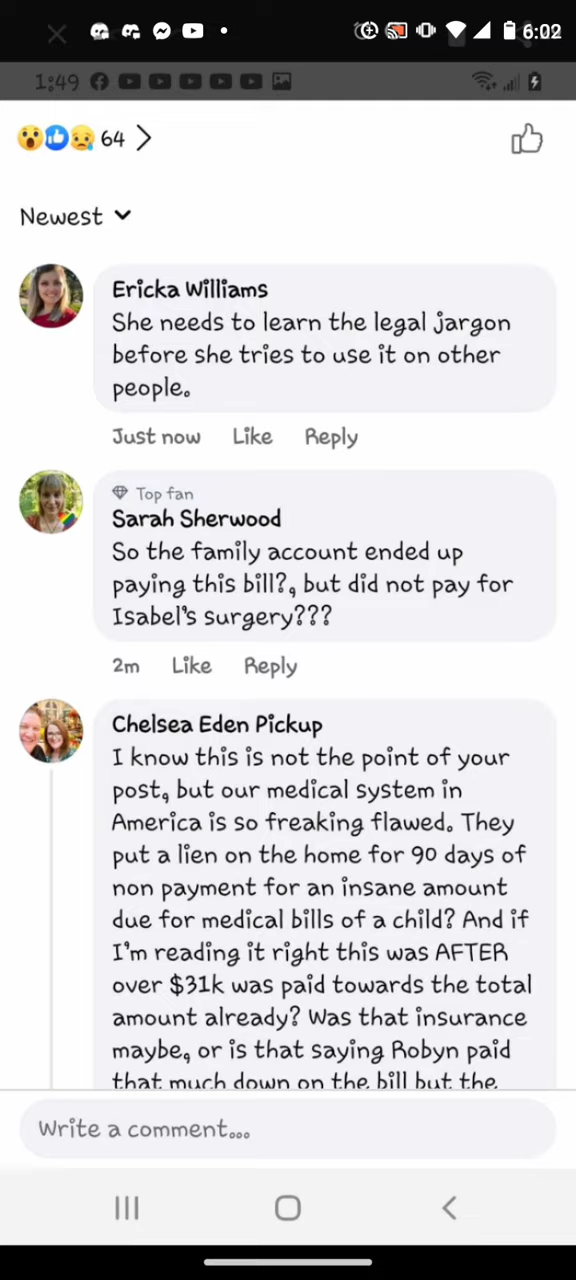 6:02
1:49
64
Newest
Ericka Williams
She needs to learn the legal jargon
before she tries to use it on other
people.
Just now Like Reply
Top fan
Sarah Sherwood
So the family account ended up
paying this bill?, but did not pay for
Isabel's surgery???
2m Like Reply
Chelsea Eden Pickup
I know this is not the point of your
post, but our medical system in
America is so freaking flawed. They
put a lien on the home for 90 days of
non payment for an insane amount
due for medical bills of a child? And if
I'm reading it right this was AFTER
over $31k was paid towards the total
amount already? Was that insurance
maybe, or is that saying Robyn paid
that much down on the bill but the
Write a comment...